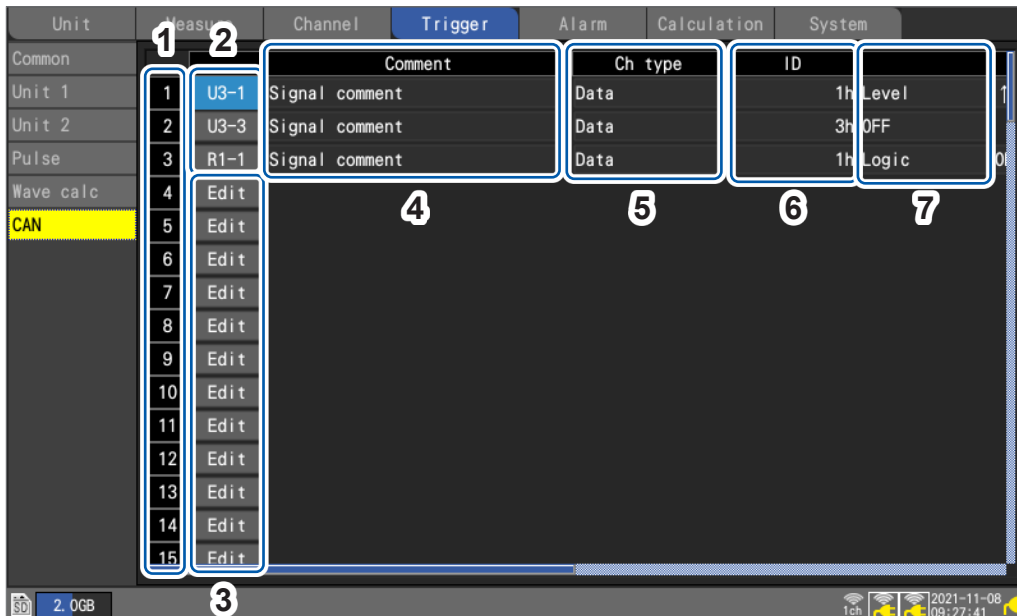 Unit Measure Channel Trigger Alarm Calculation System
1 2
Common Comment Ch type ID
Unit 1 1 U3-1 Signal comment Data 1h Level ↑
Unit 2 2 U3-3 Signal comment Data 3h OFF
Pulse 3 R1-1 Signal comment Data 1h Logic
Wave calc 4 Edit
4 5 6 7
CAN 5 Edit
6 Edit
7 Edit
8 Edit
9 Edit
10 Edit
11 Edit
12 Edit
13 Edit
14 Edit
15 Edit
3
SD 2.0GB 1ch 2021-11-08
09:27:41